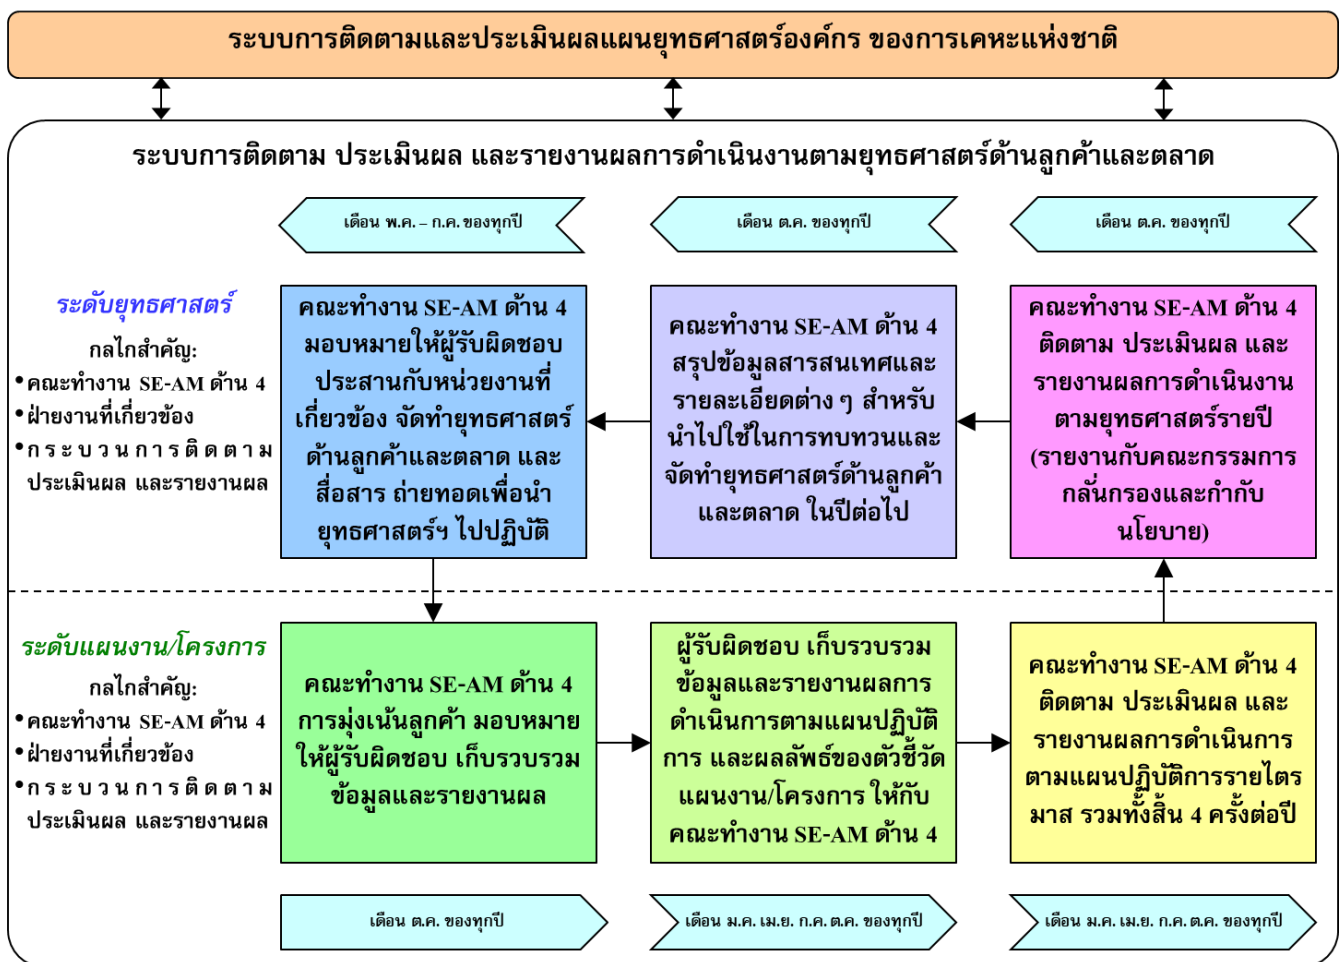 ระบบการติดตามและประเมินผลแผนยุทธศาสตร์องค์กร ของการเคหะแห่งชาติ
ระบบการติดตาม ประเมินผล และรายงานผลการดำเนินงานตามยุทธศาสตร์ด้านลูกค้าและตลาด
เดือน พ.ค. – ก.ค. ของทุกปี
เดือน ต.ค. ของทุกปี
เดือน ต.ค. ของทุกปี
ระดับยุทธศาสตร์
กลไกสำคัญ:
•คณะทำงาน SE-AM ด้าน 4
•ฝ่ายงานที่เกี่ยวข้อง
•กระบวนการติดตาม
ประเมินผล และรายงานผล
คณะทำงาน SE-AM ด้าน 4
มอบหมายให้ผู้รับผิดชอบ
ประสานกับหน่วยงานที่
เกี่ยวข้อง จัดทำยุทธศาสตร์
ด้านลูกค้าและตลาด และ
สื่อสาร ถ่ายทอดเพื่อนำ
ยุทธศาสตร์ฯ ไปปฏิบัติ
คณะทำงาน SE-AM ด้าน 4
สรุปข้อมูลสารสนเทศและ
รายละเอียดต่าง ๆ สำหรับ
นำไปใช้ในการทบทวนและ
จัดทำยุทธศาสตร์ด้านลูกค้า
และตลาด ในปีต่อไป
คณะทำงาน SE-AM ด้าน 4
ติดตาม ประเมินผล และ
รายงานผลการดำเนินงาน
ตามยุทธศาสตร์รายปี
(รายงานกับคณะกรรมการ
กลั่นกรองและกำกับ
นโยบาย)
ระดับแผนงาน/โครงการ
กลไกสำคัญ:
•คณะทำงาน SE-AM ด้าน 4
•ฝ่ายงานที่เกี่ยวข้อง
•กระบวนการติดตาม
ประเมินผล และรายงานผล
คณะทำงาน SE-AM ด้าน 4
การมุ่งเน้นลูกค้า มอบหมาย
ให้ผู้รับผิดชอบ เก็บรวบรวม
ข้อมูลและรายงานผล
ผู้รับผิดชอบ เก็บรวบรวม
ข้อมูลและรายงานผลการ
ดำเนินการตามแผนปฏิบัติ
การ และผลลัพธ์ของตัวชี้วัด
แผนงาน/โครงการ ให้กับ
คณะทำงาน SE-AM ด้าน 4
คณะทำงาน SE-AM ด้าน 4
ติดตาม ประเมินผล และ
รายงานผลการดำเนินการ
ตามแผนปฏิบัติการรายไตร
มาส รวมทั้งสิ้น 4 ครั้งต่อปี
เดือน ต.ค. ของทุกปี
เดือน ม.ค. เม.ย. ก.ค. ต.ค. ของทุกปี
เดือน ม.ค. เม.ย. ก.ค. ต.ค. ของทุกปี